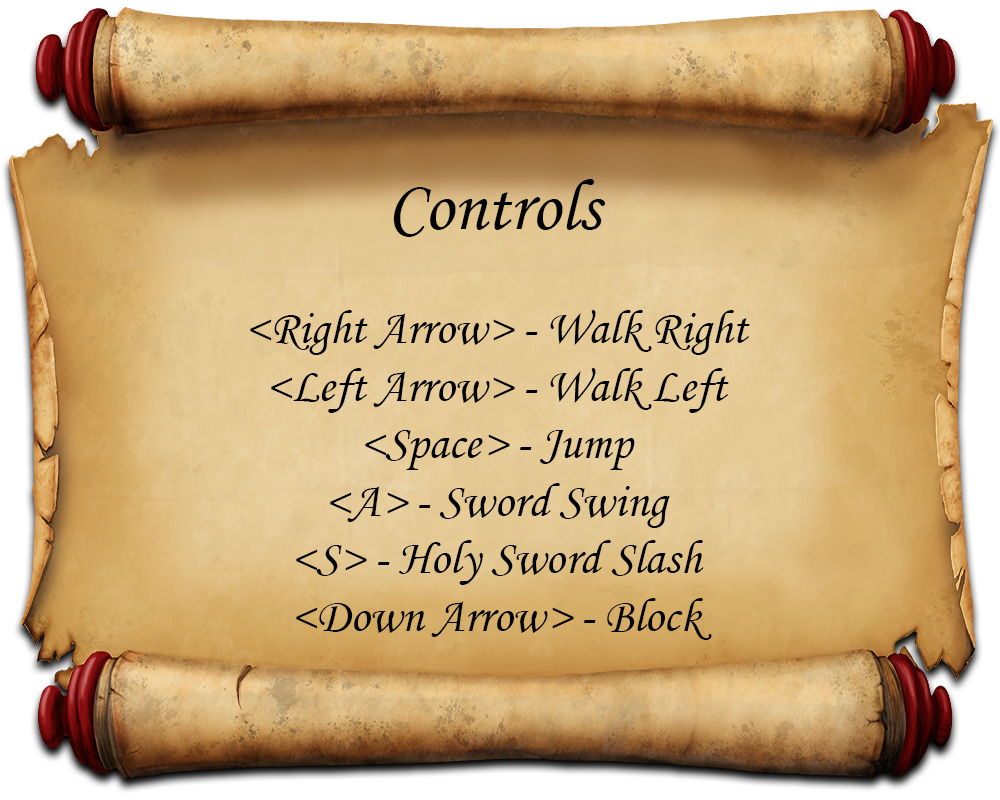 Controls
<Right Arrow> - Walk Right
<Left Arrow> - Walk Left
<Space> - Jump
<A> - Sword Swing
<S> - Holy Sword Slash
<Down Arrow> - Block